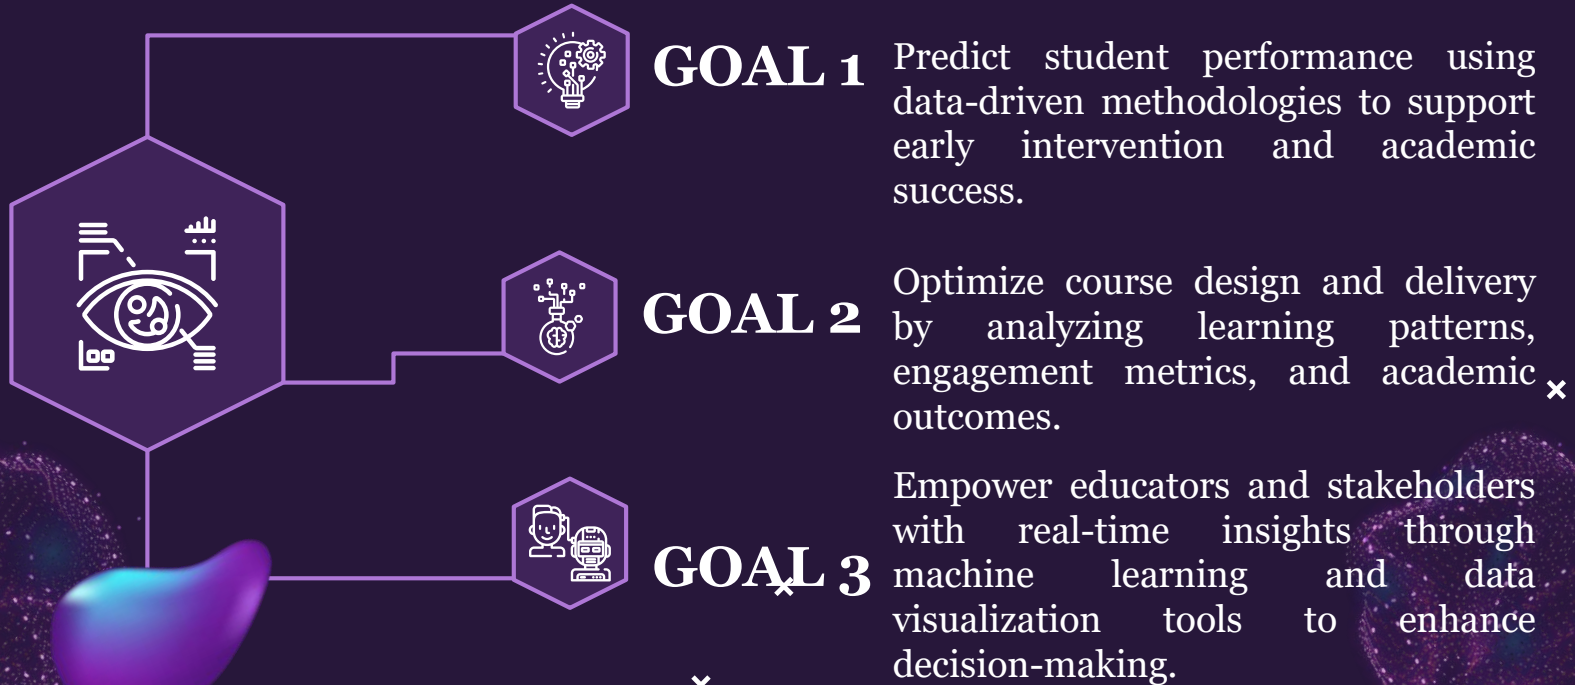 GOAL 1
Predict student performance using
data-driven methodologies to support
early intervention and academic
success.
GOAL 2
Optimize course design and delivery
by analyzing learning patterns,
engagement metrics, and academic
outcomes.
GOAL 3
Empower educators and stakeholders
with real-time insights through
machine learning and data
visualization tools to enhance
decision-making.